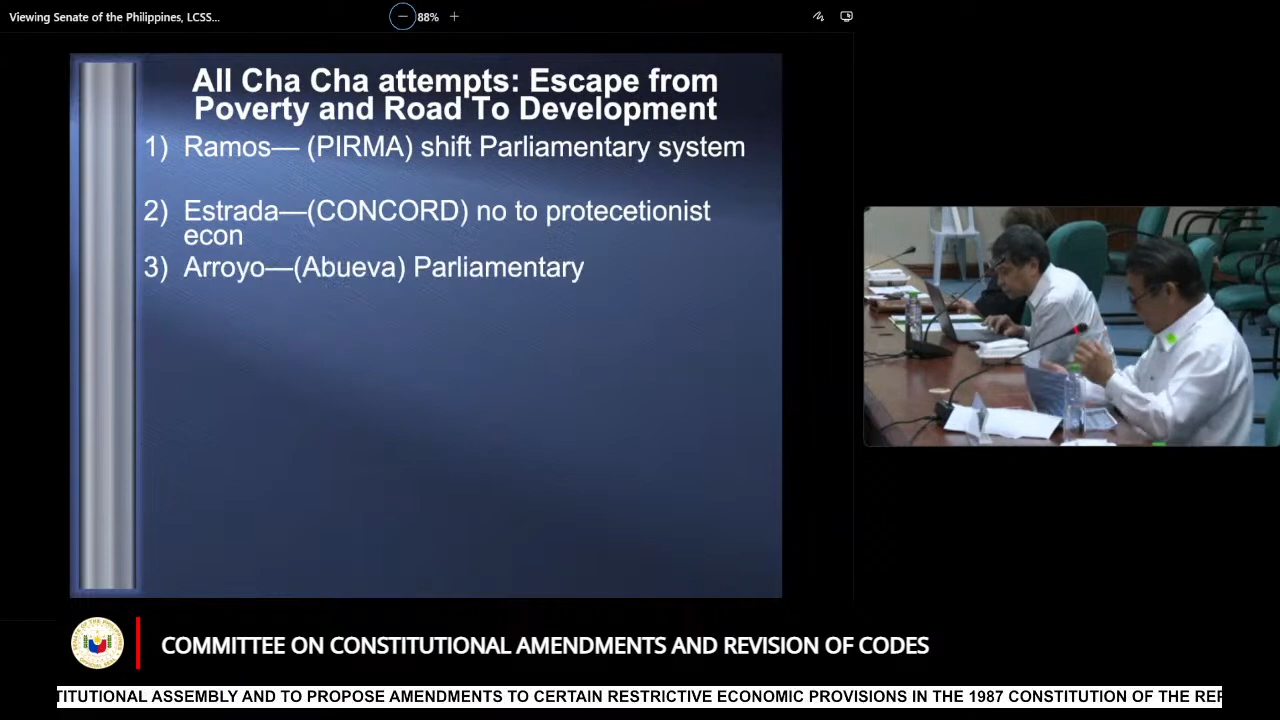 Viewing Senate of the Philippines, LCSS...
88%
All Cha Cha attempts: Escape from
Poverty and Road To Development
1) Ramos— (PIRMA) shift Parliamentary system
2) Estrada—(CONCORD) no to protecetionist
econ
3) Arroyo—(Abueva) Parliamentary
COMMITTEE ON CONSTITUTIONAL AMENDMENTS AND REVISION OF CODES
TITUTIONAL ASSEMBLY AND TO PROPOSE AMENDMENTS TO CERTAIN RESTRICTIVE ECONOMIC PROVISIONS IN THE 1987 CONSTITUTION OF THE REP